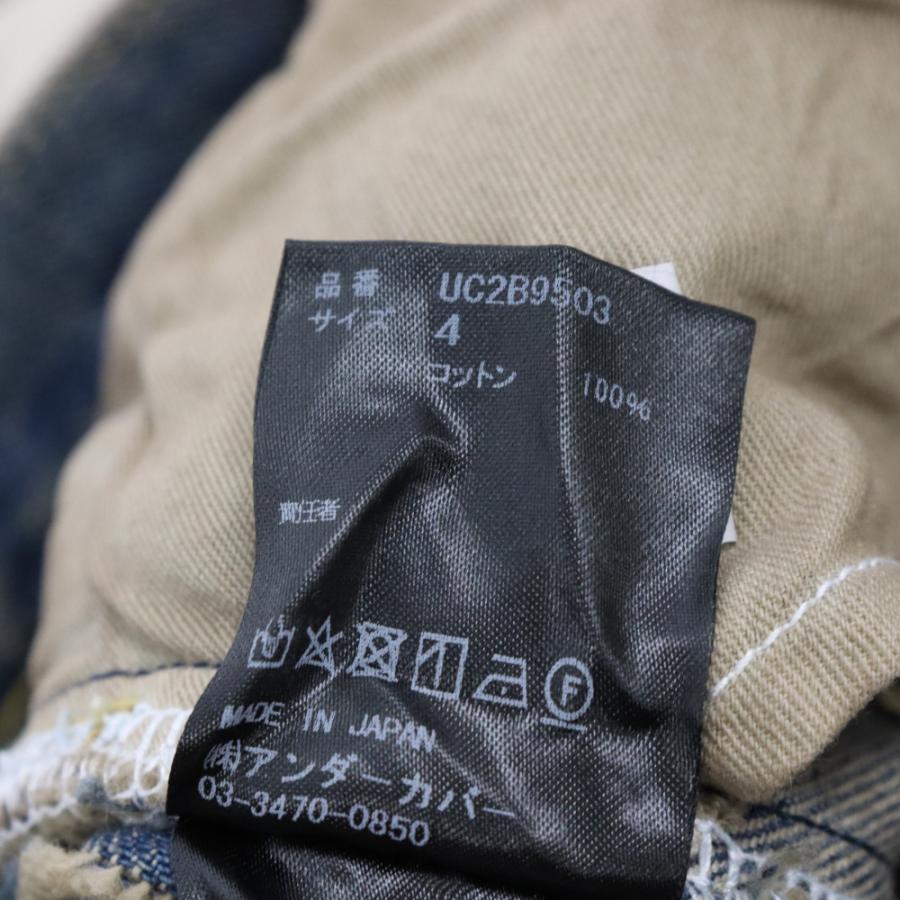 品番 UC2B9503
サイズ 4
コットン 100%
責任者
F
MADE IN JAPAN
㈱アンダーカバー
03-3470-0850